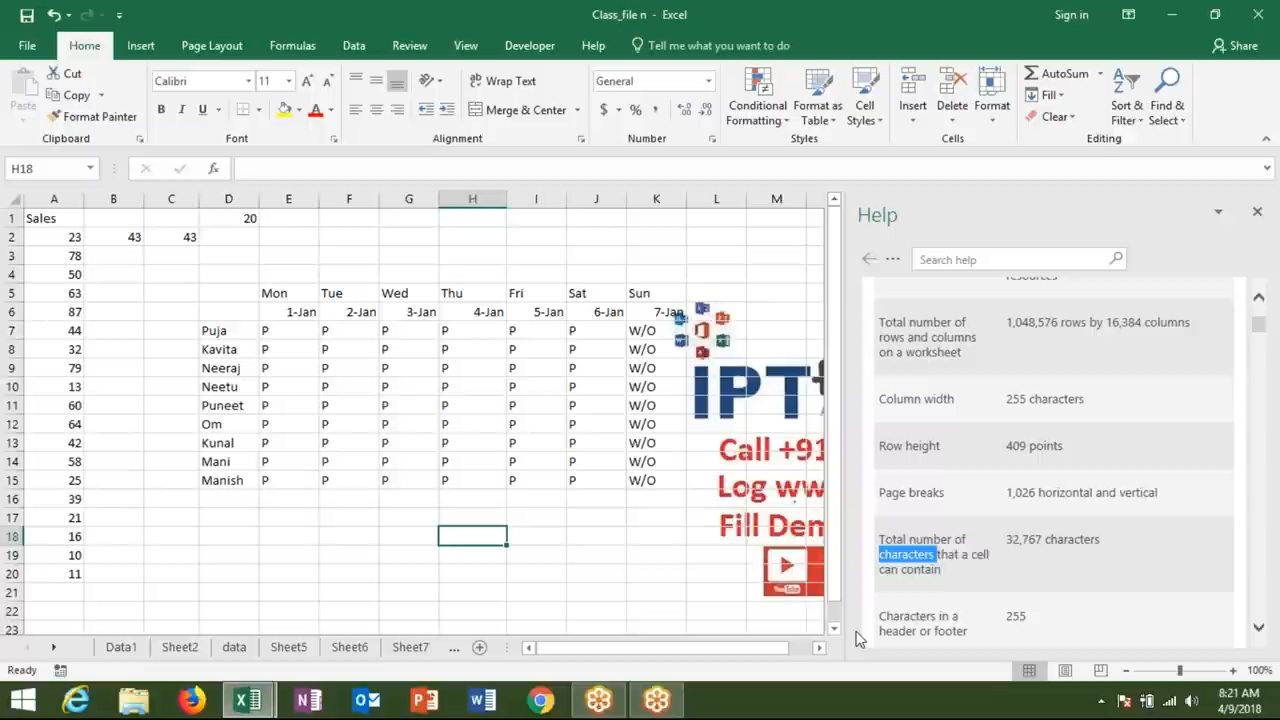 Class_file n - Excel
Sign in
File Home Insert Page Layout Formulas Data Review View Developer Help Tell me what you want to do Share
Paste
Cut
Copy
Format Painter
Clipboard
Calibri 11
B I U
Font
Wrap Text
Merge & Center
Alignment
General
$ % ,
Number
Conditional Formatting
Format as Table
Cell Styles
Styles
Insert Delete Format
Cells
AutoSum
Fill
Clear
Sort & Filter
Find & Select
Editing
H18
fx
A B C D E F G H I J K L M
1 Sales 20
2 23 43 43
3 78
4 50
5 63 Mon Tue Wed Thu Fri Sat Sun
6 87 1-Jan 2-Jan 3-Jan 4-Jan 5-Jan 6-Jan 7-Jan
7 44 Puja P P P P P P W/O
8 32 Kavita P P P P P P W/O
9 79 Neeraj P P P P P P W/O
10 13 Neetu P P P P P P W/O
11 60 Puneet P P P P P P W/O
12 64 Om P P P P P P W/O
13 42 Kunal P P P P P P W/O
14 58 Mani P P P P P P W/O
15 25 Manish P P P P P P W/O
16 39
17 21
18 16
19 10
20 11
21
22
23
IPT
Call +91
Log ww
Fill Den
YouTube
Help
Search help
resources
Total number of rows and columns on a worksheet
1,048,576 rows by 16,384 columns
Column width 255 characters
Row height 409 points
Page breaks 1,026 horizontal and vertical
Total number of characters that a cell can contain
32,767 characters
Characters in a header or footer
255
Data1 Sheet2 data Sheet5 Sheet6 Sheet7 ...
Ready
100%
8:21 AM
4/9/2018